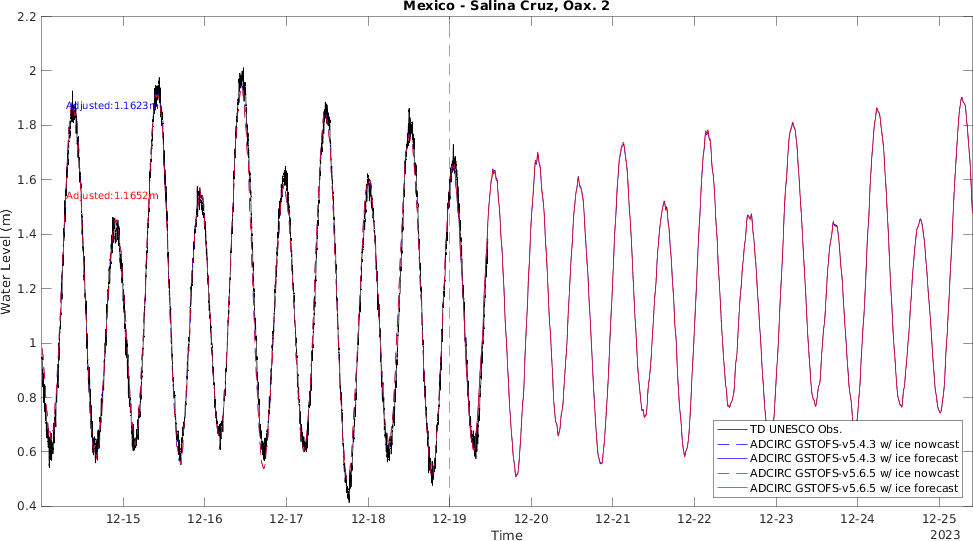 Mexico - Salina Cruz, Oax. 2
Water Level (m)
2.2
2
1.8
1.6
1.4
1.2
1
0.8
0.6
0.4
Adjusted:1.1623m
Adjusted:1.1652m
TD UNESCO Obs.
ADCIRC GSTOFS-v5.4.3 w/ ice nowcast
ADCIRC GSTOFS-v5.4.3 w/ ice forecast
ADCIRC GSTOFS-v5.6.5 w/ ice nowcast
ADCIRC GSTOFS-v5.6.5 w/ ice forecast
12-15 12-16 12-17 12-18 12-19 12-20 12-21 12-22 12-23 12-24 12-25
Time
2023